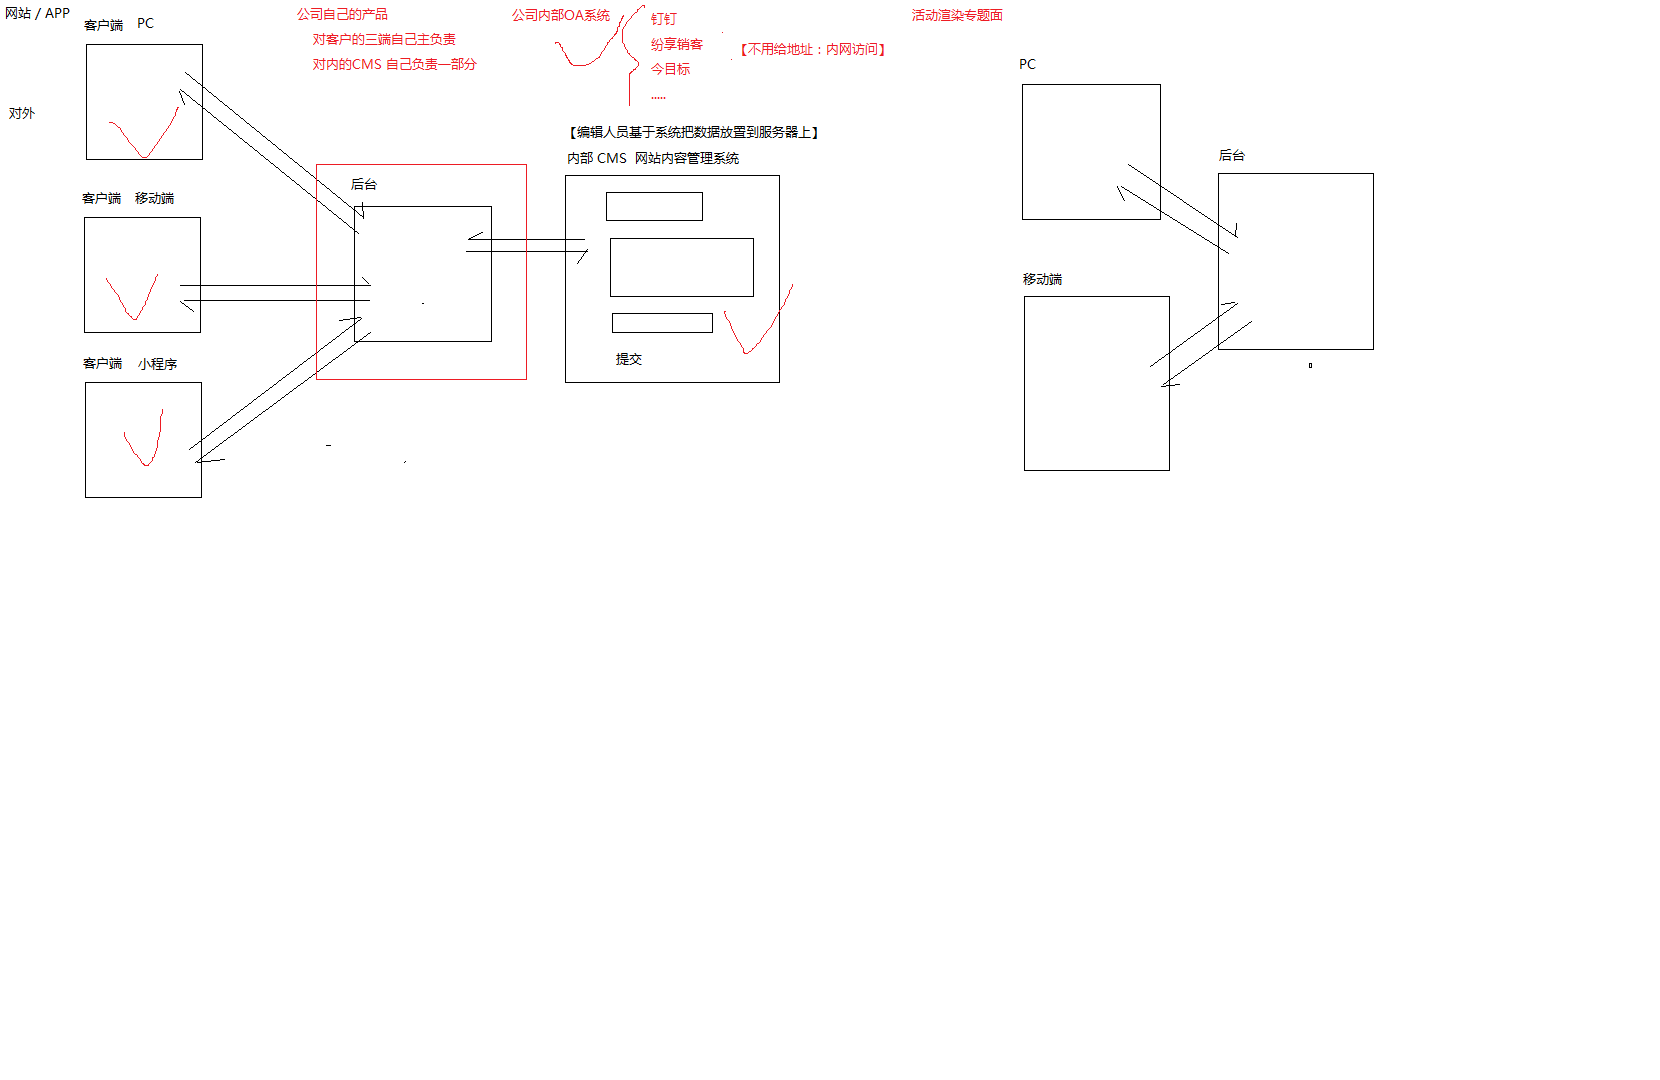 网站 / APP
客户端 PC
对外
客户端 移动端
客户端 小程序
公司自己的产品
对客户的三端自己主负责
对内的CMS 自己负责一部分
后台
公司内部OA系统
钉钉
纷享销客
今目标
.....
【不用给地址：内网访问】
【编辑人员基于系统把数据放置到服务器上】
内部 CMS 网站内容管理系统
提交
活动渲染专题面
PC
后台
移动端